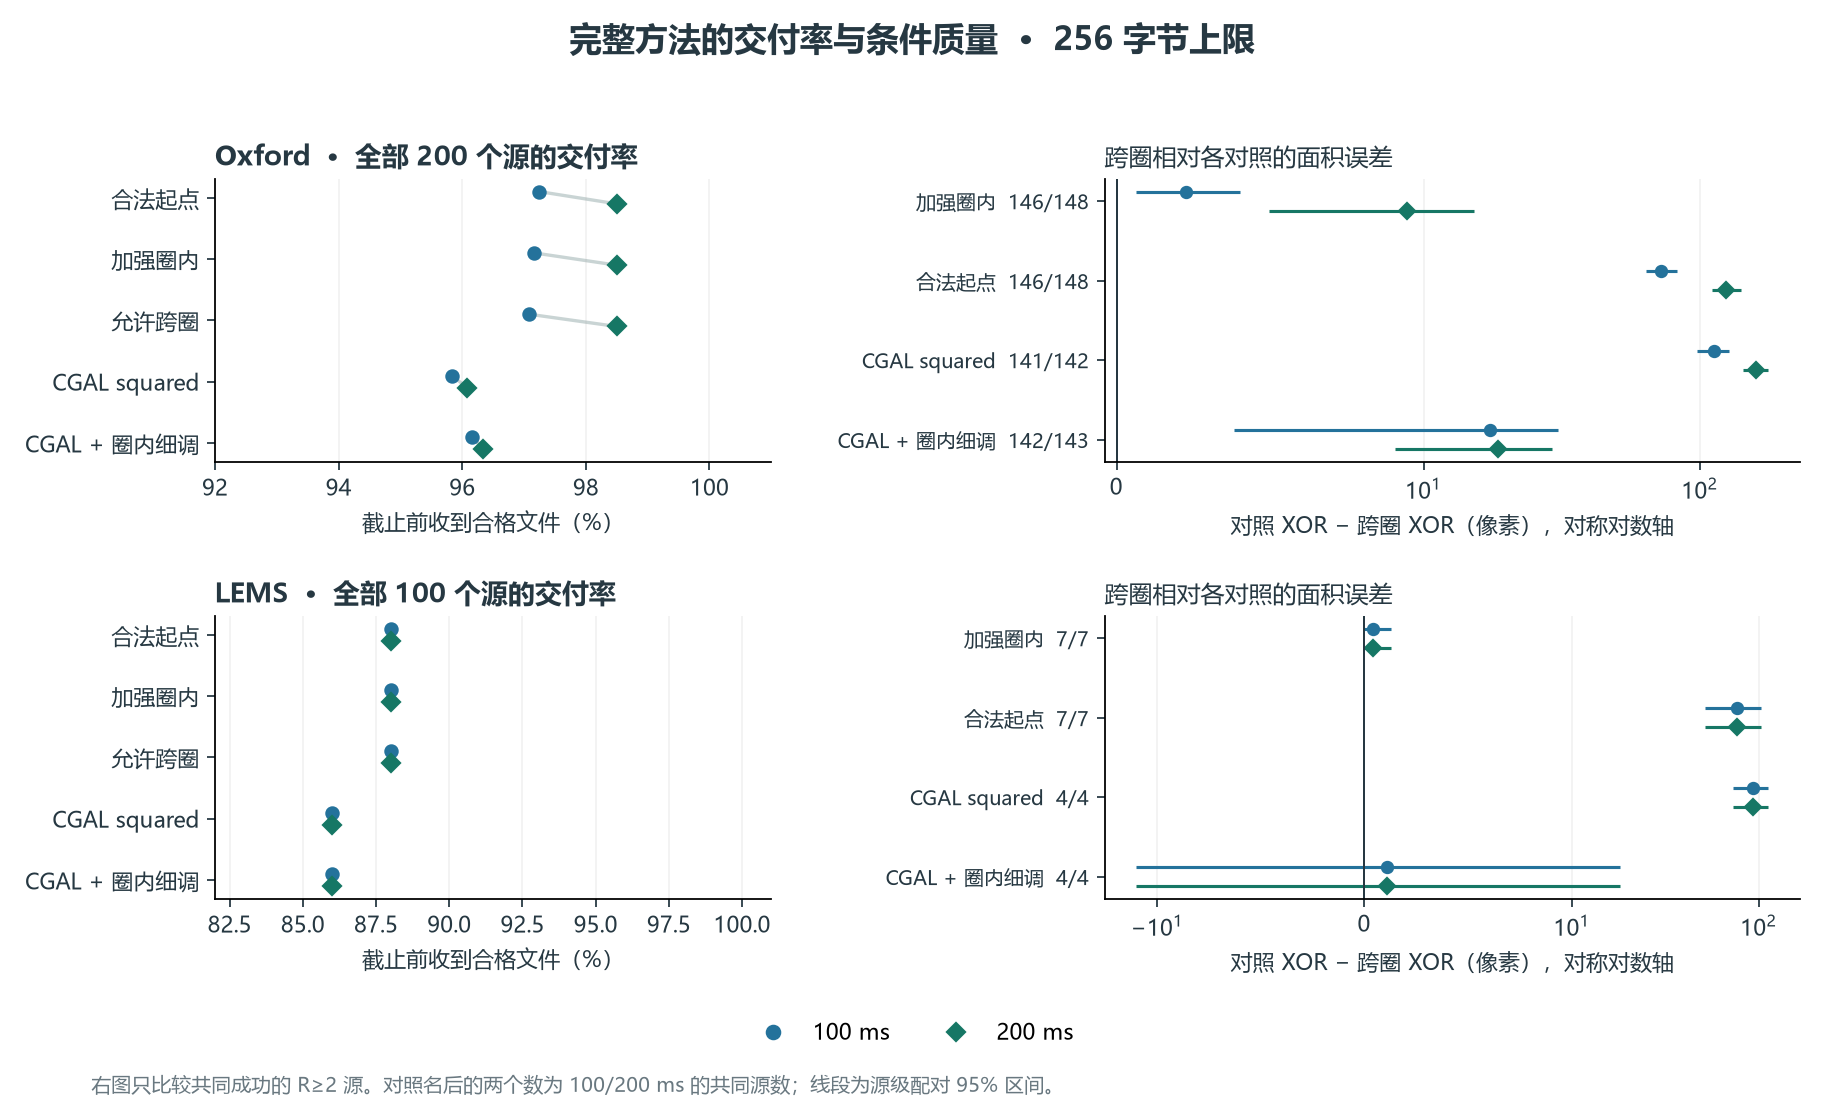 完整方法的交付率与条件质量 • 256 字节上限
Oxford • 全部 200 个源的交付率
合法起点
加强圈内
允许跨圈
CGAL squared
CGAL + 圈内细调
92 94 96 98 100
截止前收到合格文件（%）
跨圈相对各对照的面积误差
加强圈内 146/148
合法起点 146/148
CGAL squared 141/142
CGAL + 圈内细调 142/143
0 10¹ 10²
对照 XOR − 跨圈 XOR（像素），对称对数轴
LEMS • 全部 100 个源的交付率
合法起点
加强圈内
允许跨圈
CGAL squared
CGAL + 圈内细调
82.5 85.0 87.5 90.0 92.5 95.0 97.5 100.0
截止前收到合格文件（%）
跨圈相对各对照的面积误差
加强圈内 7/7
合法起点 7/7
CGAL squared 4/4
CGAL + 圈内细调 4/4
−10¹ 0 10¹ 10²
对照 XOR − 跨圈 XOR（像素），对称对数轴
100 ms 200 ms
右图只比较共同成功的 R≥2 源。对照名后的两个数为 100/200 ms 的共同源数；线段为源级配对 95% 区间。